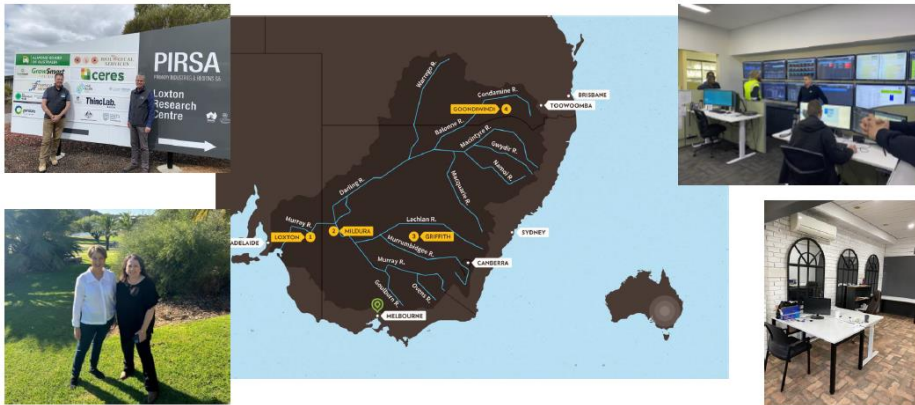 PIRSA
PRIMARY INDUSTRIES & REGIONS SA
Loxton
Research
Centre
GrowSmart
ceres
ThincLab.
Warrego R.
Condamine R.
BRISBANE
TOOWOOMBA
GOONDIWINDI 4
Balonne R.
Macintyre R.
Gwydir R.
Namoi R.
Darling R.
Macquarie R.
Murray R.
Lachlan R.
SYDNEY
ADELAIDE
LOXTON 1
2 MILDURA
3 GRIFFITH
Murrumbidgee R.
CANBERRA
Murray R.
Goulburn R.
Ovens R.
MELBOURNE